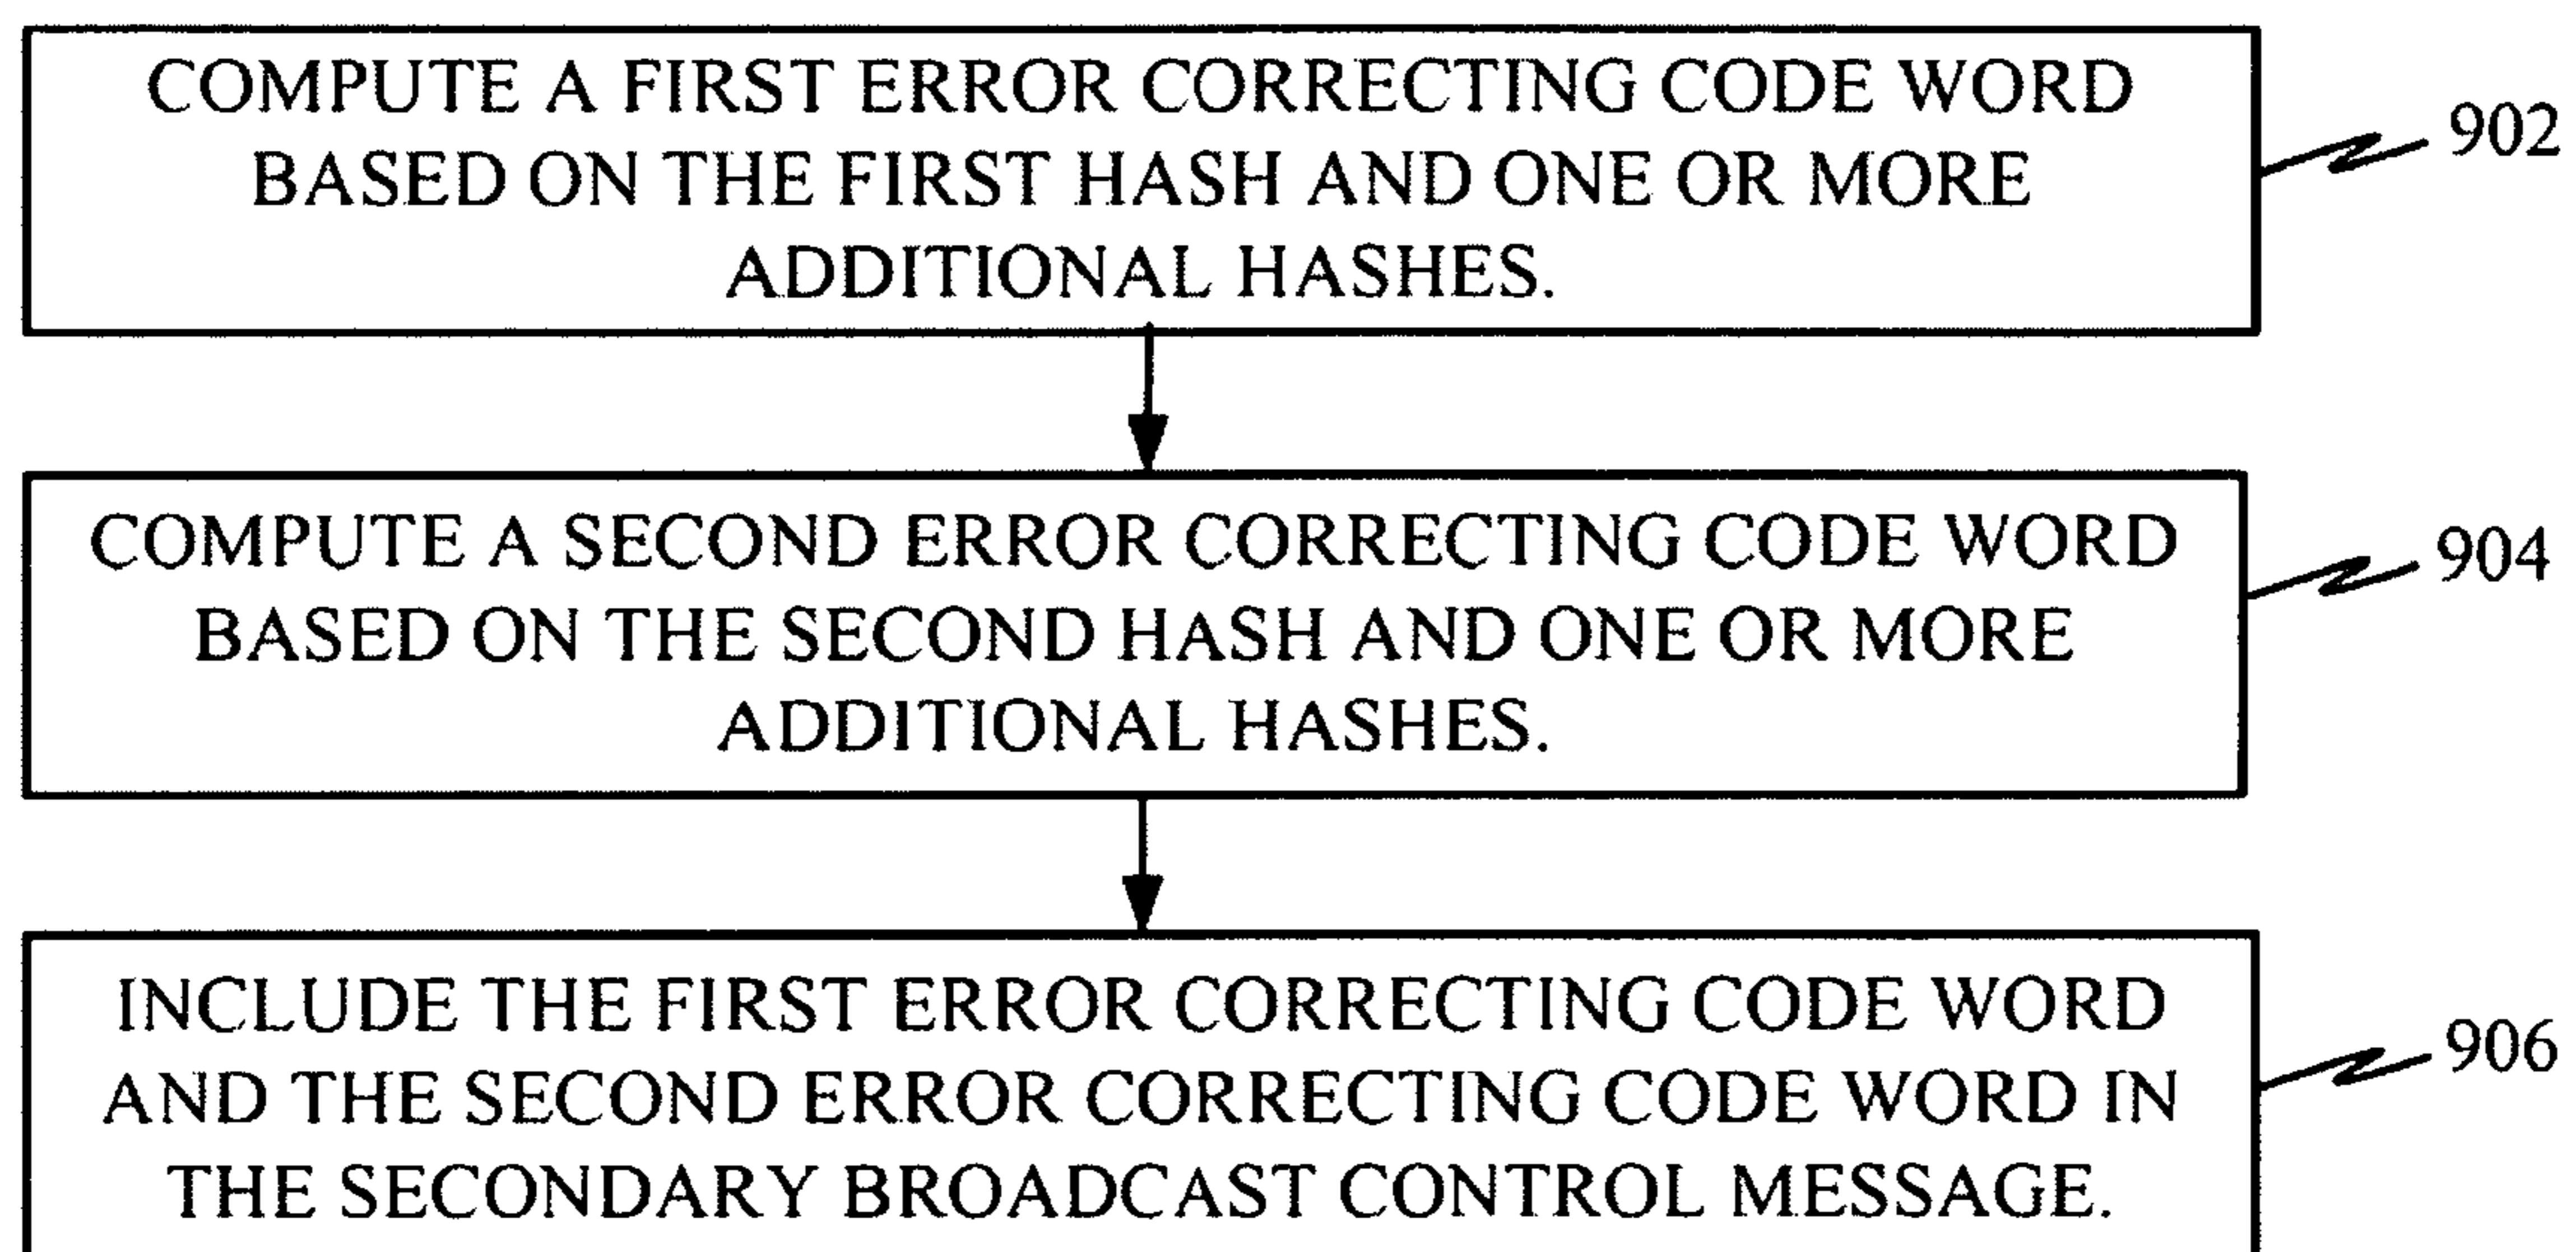 COMPUTE A FIRST ERROR CORRECTING CODE WORD
BASED ON THE FIRST HASH AND ONE OR MORE
ADDITIONAL HASHES.
902
COMPUTE A SECOND ERROR CORRECTING CODE WORD
BASED ON THE SECOND HASH AND ONE OR MORE
ADDITIONAL HASHES.
904
INCLUDE THE FIRST ERROR CORRECTING CODE WORD
AND THE SECOND ERROR CORRECTING CODE WORD IN
THE SECONDARY BROADCAST CONTROL MESSAGE.
906